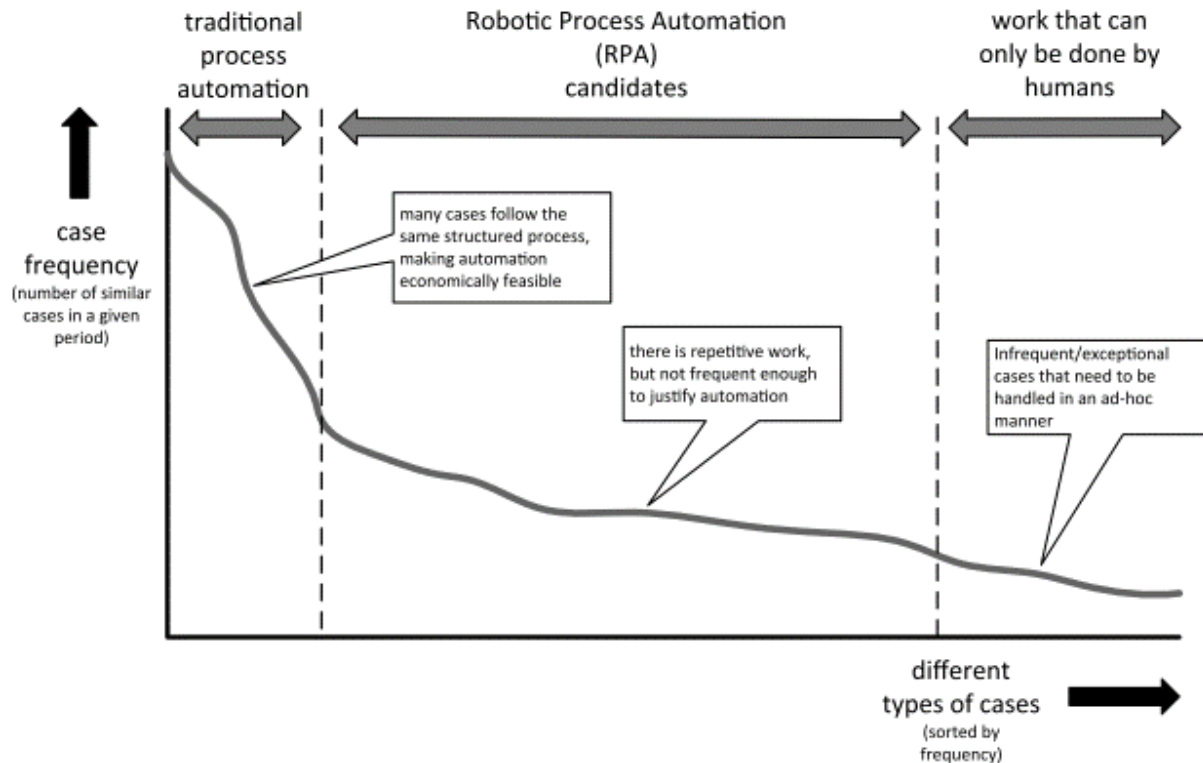 traditional
process
automation
Robotic Process Automation
(RPA)
candidates
work that can
only be done by
humans
case
frequency
(number of similar
cases in a given
period)
many cases follow the
same structured process,
making automation
economically feasible
there is repetitive work,
but not frequent enough
to justify automation
Infrequent/exceptional
cases that need to be
handled in an ad-hoc
manner
different
types of cases
(sorted by
frequency)